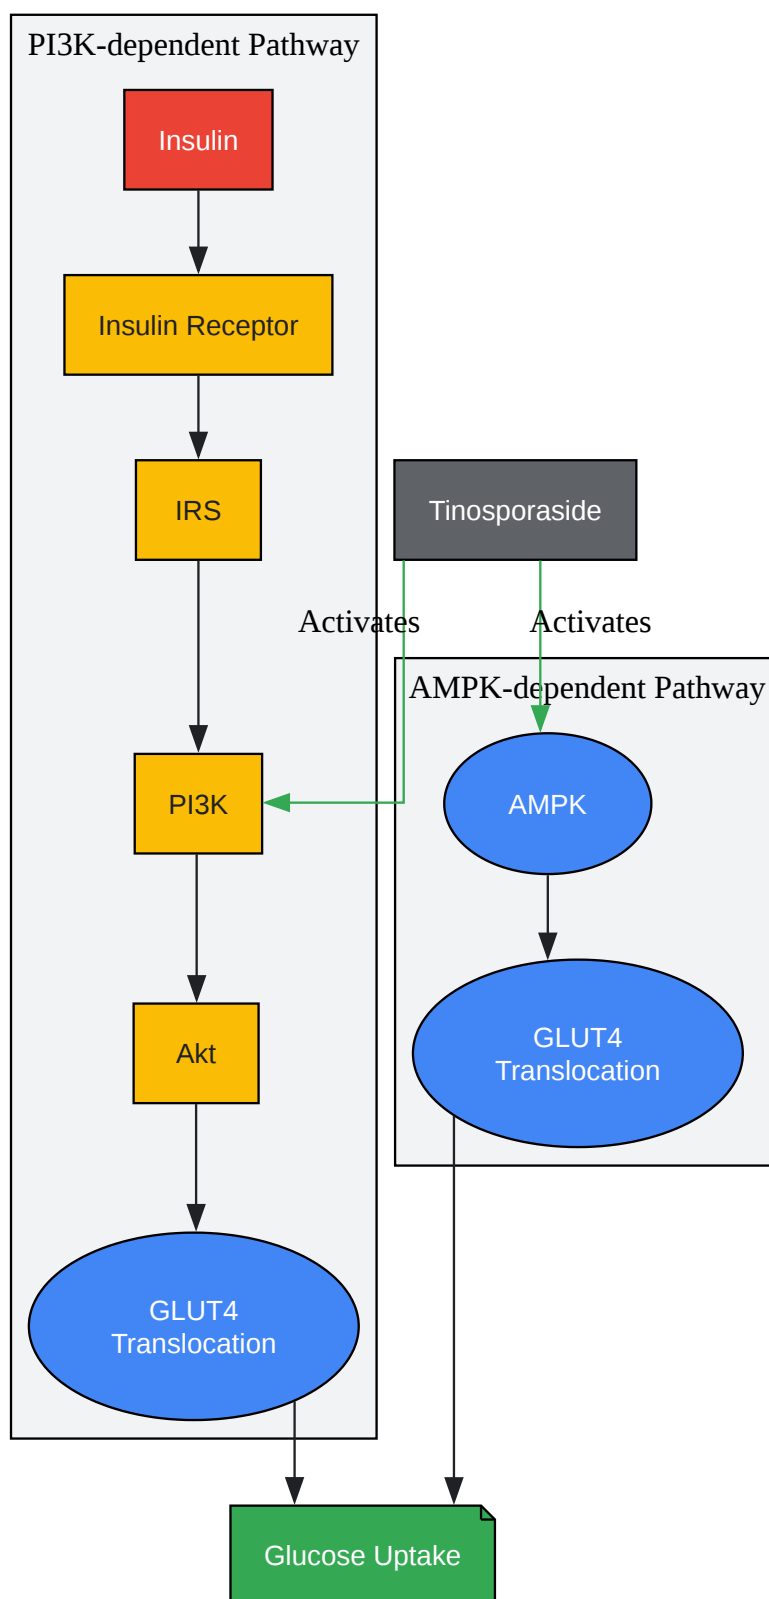 PI3K-dependent Pathway
Insulin
Insulin Receptor
IRS
Tinosporaside
Activates
Activates
AMPK-dependent Pathway
PI3K
AMPK
Akt
GLUT4
Translocation
GLUT4
Translocation
Glucose Uptake